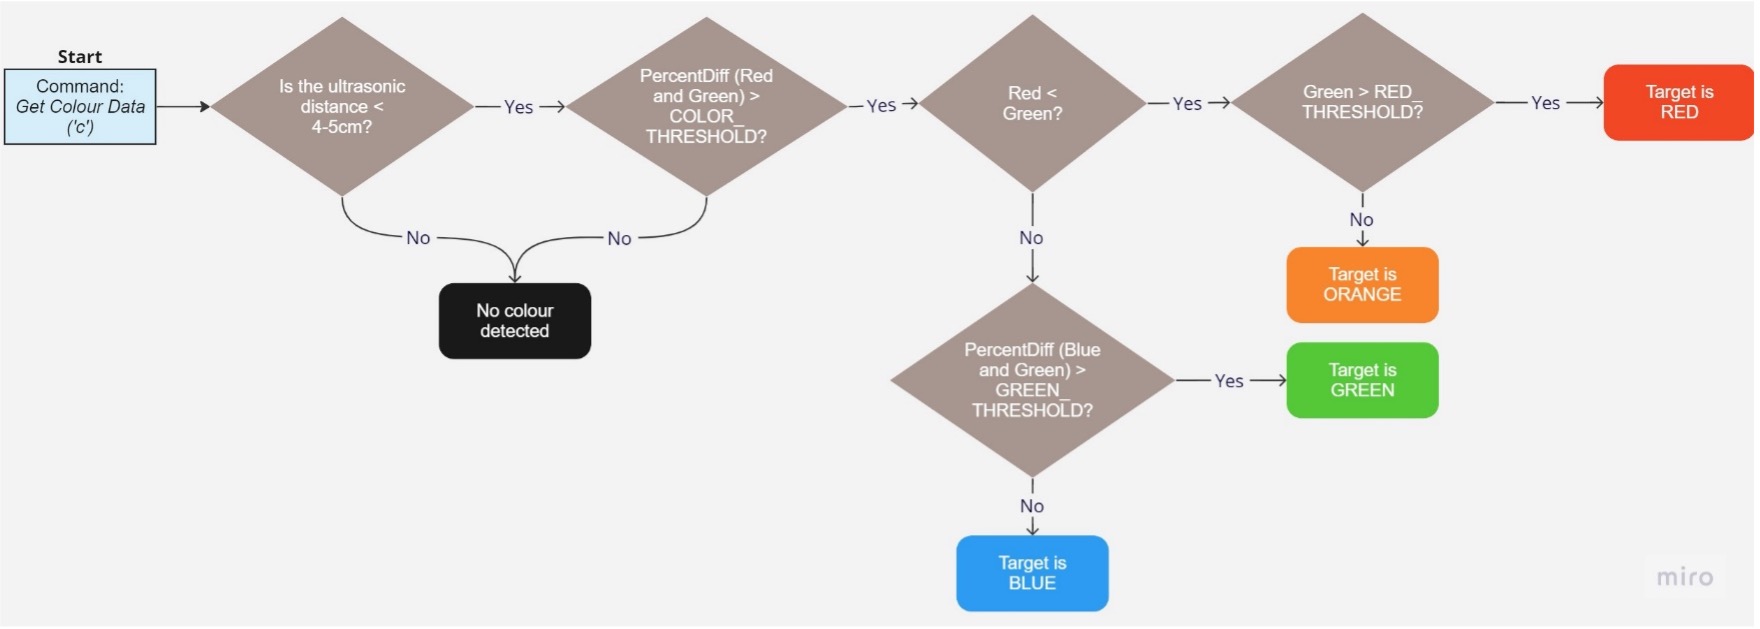 Start
Command:
Get Colour Data
('c')
Is the ultrasonic
distance <
4-5cm?
Yes
PercentDiff (Red
and Green) >
COLOR_
THRESHOLD?
Yes
Red <
Green?
Yes
Green > RED_
THRESHOLD?
Yes
Target is
RED
No
No
No colour
detected
No
No
Target is
ORANGE
PercentDiff (Blue
and Green) >
GREEN_
THRESHOLD?
Yes
Target is
GREEN
No
Target is
BLUE
miro